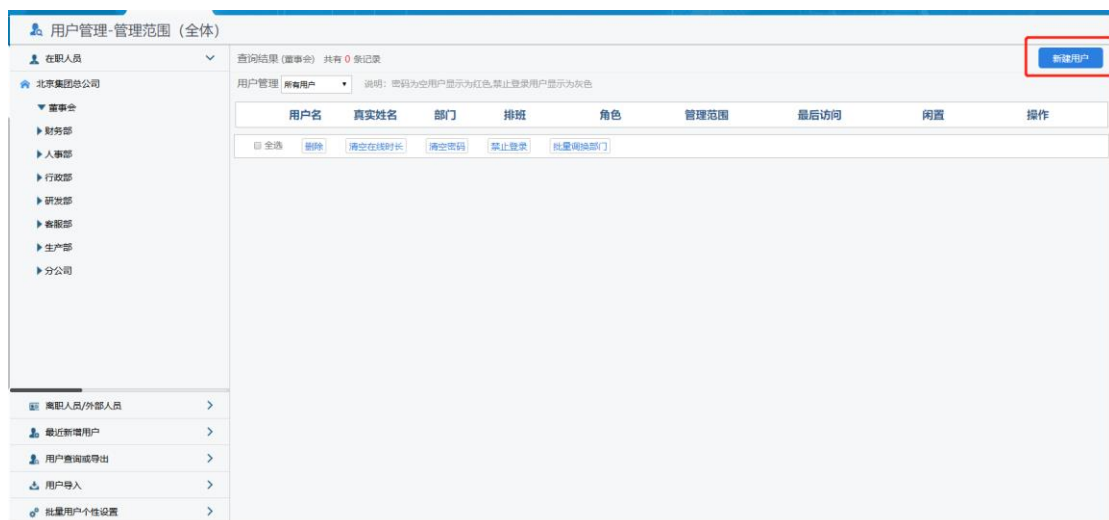 用户管理-管理范围（全体）
在职人员
北京集团总公司
董事会
财务部
人事部
行政部
研发部
客服部
生产部
分公司
离职人员/外部人员
最近新增用户
用户查询或导出
用户导入
批量用户个性设置
查询结果 (董事会) 共有 0 条记录
新建用户
用户管理 所有用户 说明：密码为空用户显示为红色,禁止登录用户显示为灰色
用户名 真实姓名 部门 排班 角色 管理范围 最后访问 闲置 操作
全选 删除 清空在线时长 清空密码 禁止登录 批量调换部门